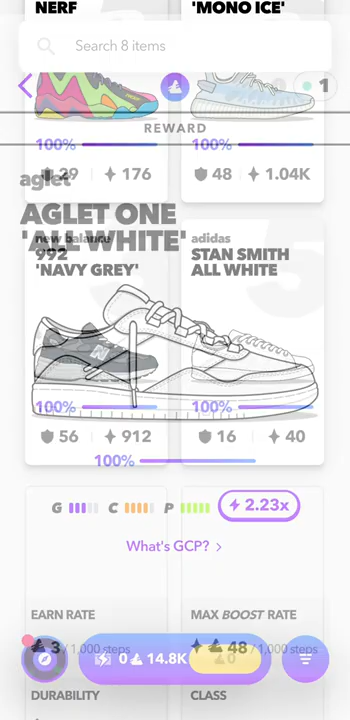 NERF
'MONO ICE'
Search 8 items
1
REWARD
100%
100%
29
176
48
1.04K
aglet
AGLET ONE
'ALL WHITE'
new balance
992
'NAVY GREY'
adidas
STAN SMITH
ALL WHITE
N
100%
100%
56
912
16
40
100%
G
C
P
2.23x
What's GCP? >
EARN RATE
MAX BOOST RATE
3 / 1,000 steps
48 / 1,000 steps
0
14.8K
0
DURABILITY
CLASS